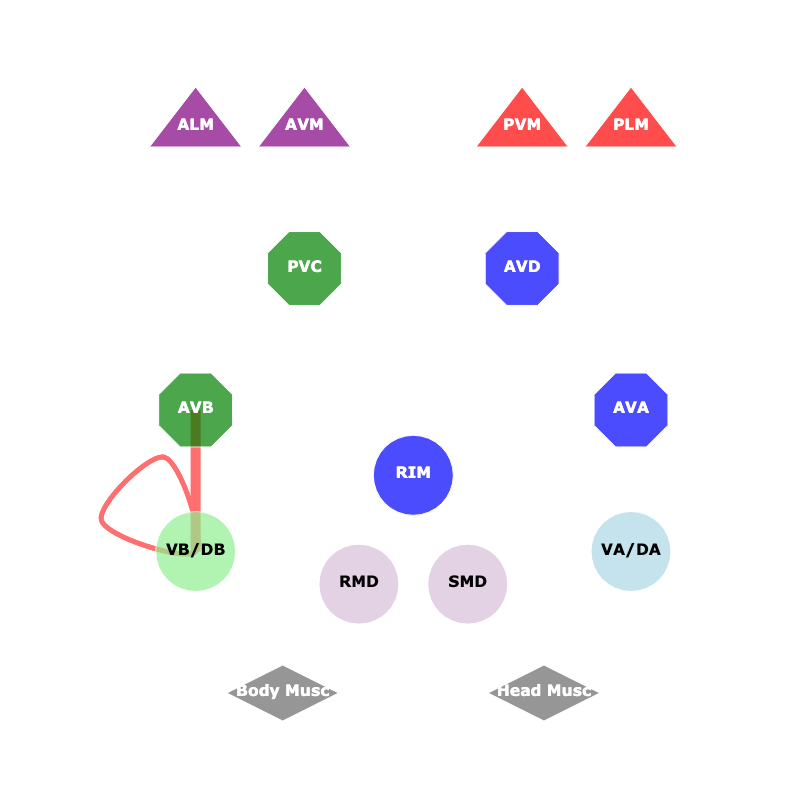 ALM
AVM
PVM
PLM
PVC
AVD
AVB
AVA
RIM
VB/DB
VA/DA
RMD
SMD
Body Musc
Head Musc